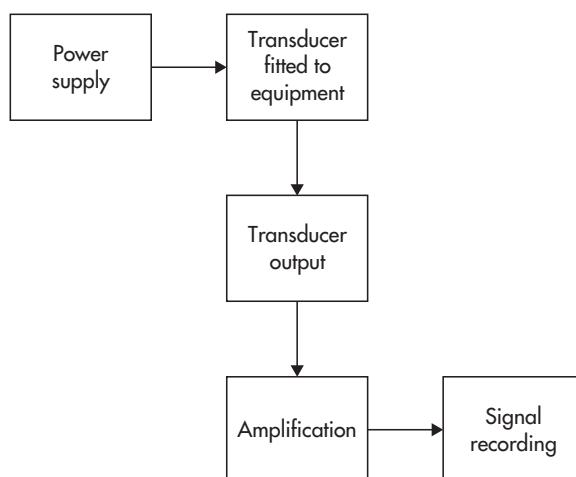 Power
supply
Transducer
fitted to
equipment
Transducer
output
Amplification
Signal
recording